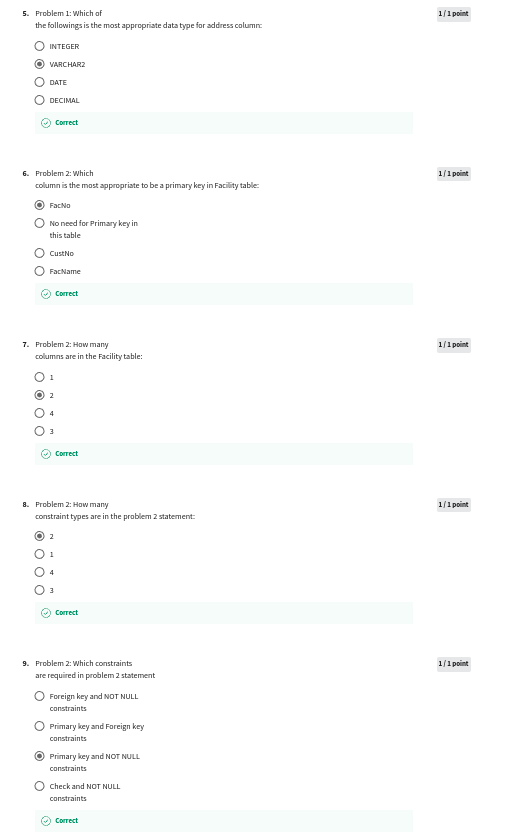 5. Problem 1: Which of 1 / 1 point
the followings is the most appropriate data type for address column:
INTEGER
VARCHAR2
DATE
DECIMAL
Correct
6. Problem 2: Which 1 / 1 point
column is the most appropriate to be a primary key in Facility table:
FacNo
No need for Primary key in
this table
CustNo
FacName
Correct
7. Problem 2: How many 1 / 1 point
columns are in the Facility table:
1
2
4
3
Correct
8. Problem 2: How many 1 / 1 point
constraint types are in the problem 2 statement:
2
1
4
3
Correct
9. Problem 2: Which constraints 1 / 1 point
are required in problem 2 statement
Foreign key and NOT NULL
constraints
Primary key and Foreign key
constraints
Primary key and NOT NULL
constraints
Check and NOT NULL
constraints
Correct